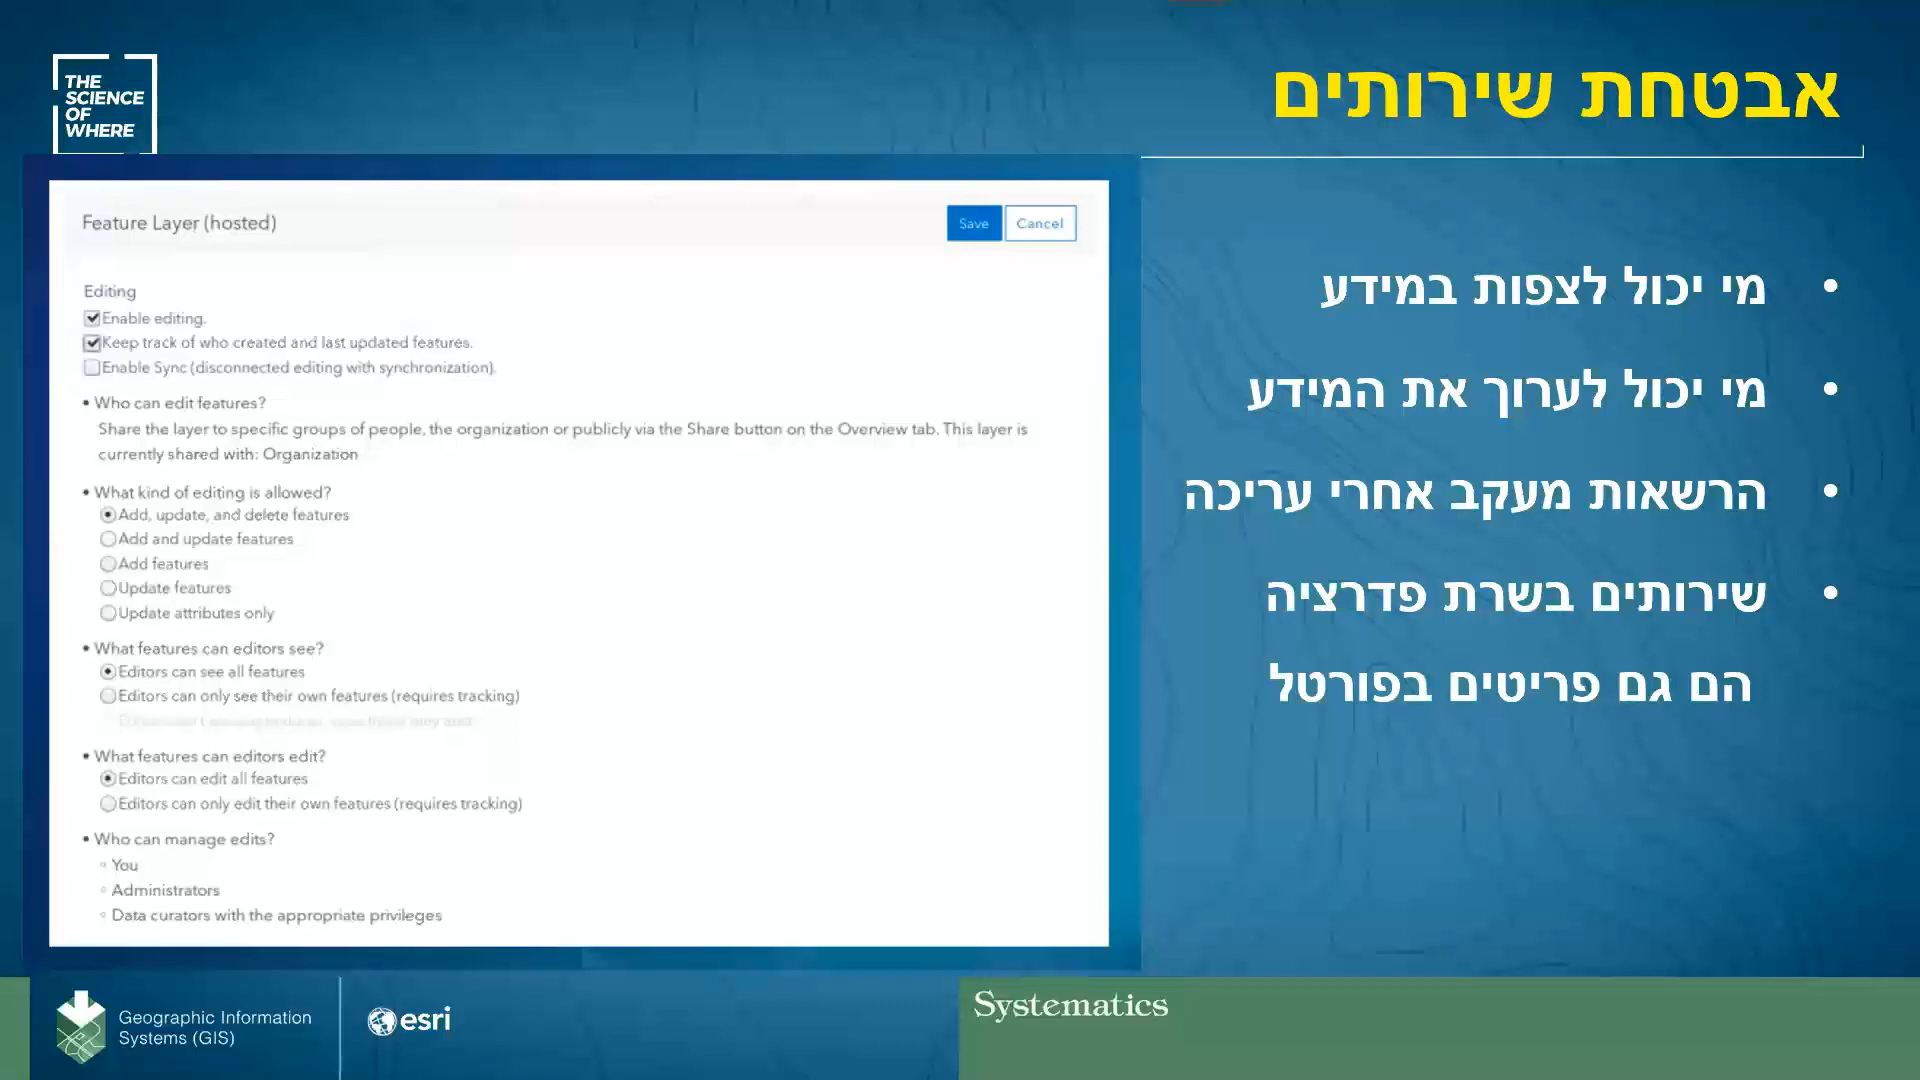 THE
SCIENCE
OF
WHERE
אבטחת שירותים
Feature Layer (hosted)
Save
Cancel
Editing
Enable editing.
Keep track of who created and last updated features.
Enable Sync (disconnected editing with synchronization).
• Who can edit features?
Share the layer to specific groups of people, the organization or publicly via the Share button on the Overview tab. This layer is
currently shared with: Organization
• What kind of editing is allowed?
Add, update, and delete features
Add and update features
Add features
Update features
Update attributes only
• What features can editors see?
Editors can see all features
Editors can only see their own features (requires tracking)
• What features can editors edit?
Editors can edit all features
Editors can only edit their own features (requires tracking)
• Who can manage edits?
◦ You
◦ Administrators
◦ Data curators with the appropriate privileges
• מי יכול לצפות במידע
• מי יכול לערוך את המידע
• הרשאות מעקב אחרי עריכה
• שירותים בשרת פדרציה
הם גם פריטים בפורטל
Geographic Information
Systems (GIS)
esri
Systematics